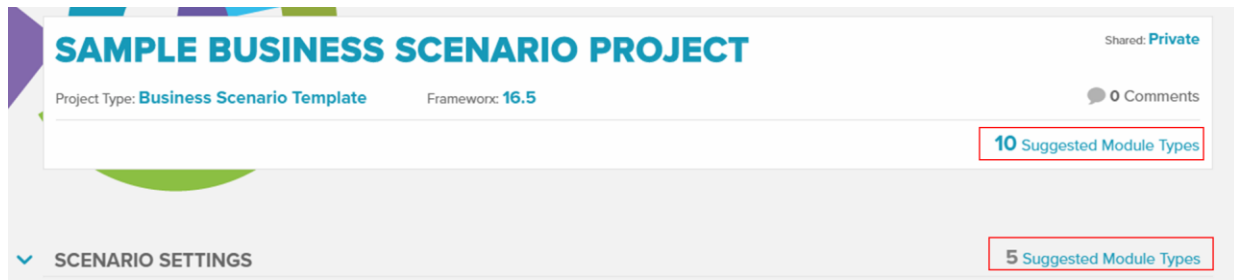 SAMPLE BUSINESS SCENARIO PROJECT
Shared: Private
Project Type: Business Scenario Template Frameworx: 16.5
0 Comments
10 Suggested Module Types
SCENARIO SETTINGS
5 Suggested Module Types